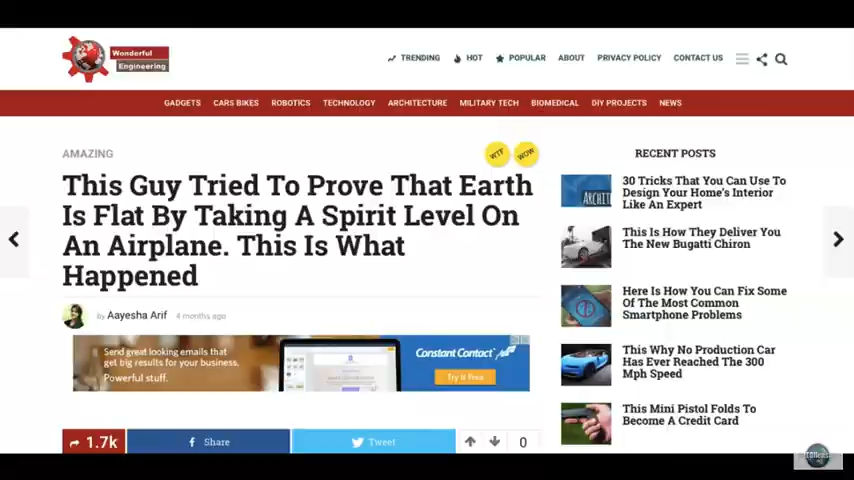 Wonderful
Engineering
TRENDING HOT POPULAR ABOUT PRIVACY POLICY CONTACT US
GADGETS CARS BIKES ROBOTICS TECHNOLOGY ARCHITECTURE MILITARY TECH BIOMEDICAL DIY PROJECTS NEWS
AMAZING
WTF
WOW
This Guy Tried To Prove That Earth
Is Flat By Taking A Spirit Level On
An Airplane. This Is What
Happened
by Aayesha Arif 4 months ago
Send great looking emails that
get big results for your business.
Powerful stuff.
Constant Contact
Try It Free
1.7k
Share
Tweet
0
RECENT POSTS
ARCHIT
30 Tricks That You Can Use To
Design Your Home's Interior
Like An Expert
This Is How They Deliver You
The New Bugatti Chiron
Here Is How You Can Fix Some
Of The Most Common
Smartphone Problems
This Why No Production Car
Has Ever Reached The 300
Mph Speed
This Mini Pistol Folds To
Become A Credit Card